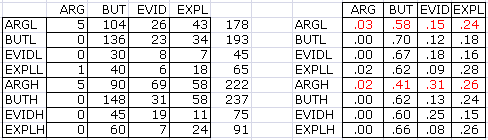 ARG BUT EVID EXPL ARG BUT EVID EXPL
ARGL 5 104 26 43 178 ARGL .03 .58 .15 .24
BUTL 0 136 23 34 193 BUTL .00 .70 .12 .18
EVIDL 0 30 8 7 45 EVIDL .00 .67 .18 .16
EXPLL 1 40 6 18 65 EXPLL .02 .62 .09 .28
ARGH 5 90 69 58 222 ARGH .02 .41 .31 .26
BUTH 0 148 31 58 237 BUTH .00 .62 .13 .24
EVIDH 0 45 19 11 75 EVIDH .00 .60 .25 .15
EXPLH 0 60 7 24 91 EXPLH .00 .66 .08 .26